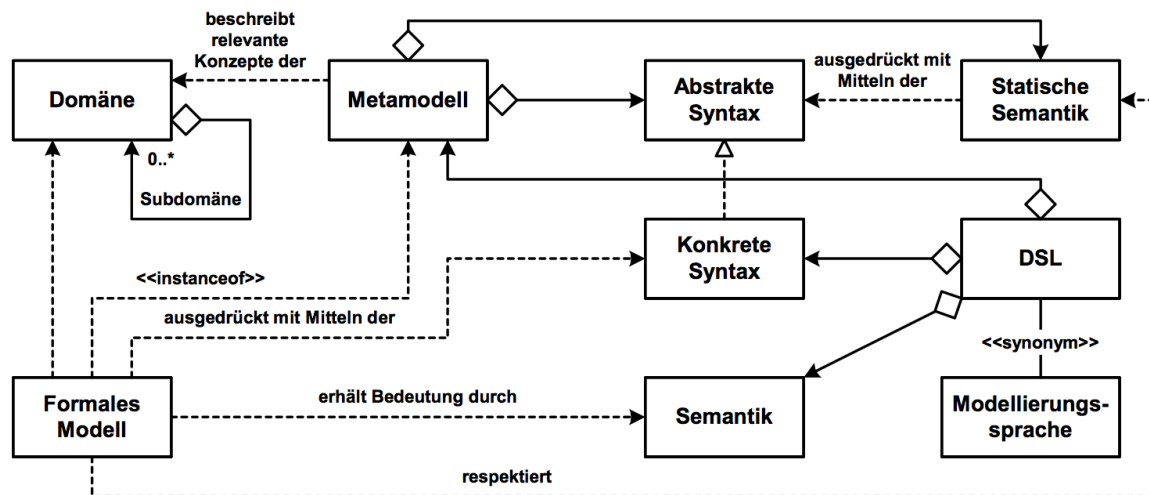 beschreibt
relevante
Konzepte der
Domäne
Metamodell
Abstrakte
Syntax
ausgedrückt mit
Mitteln der
Statische
Semantik
0..*
Subdomäne
Konkrete
Syntax
DSL
<<instanceof>>
ausgedrückt mit Mitteln der
<<synonym>>
Formales
Modell
erhält Bedeutung durch
Semantik
Modellierungs-
sprache
respektiert